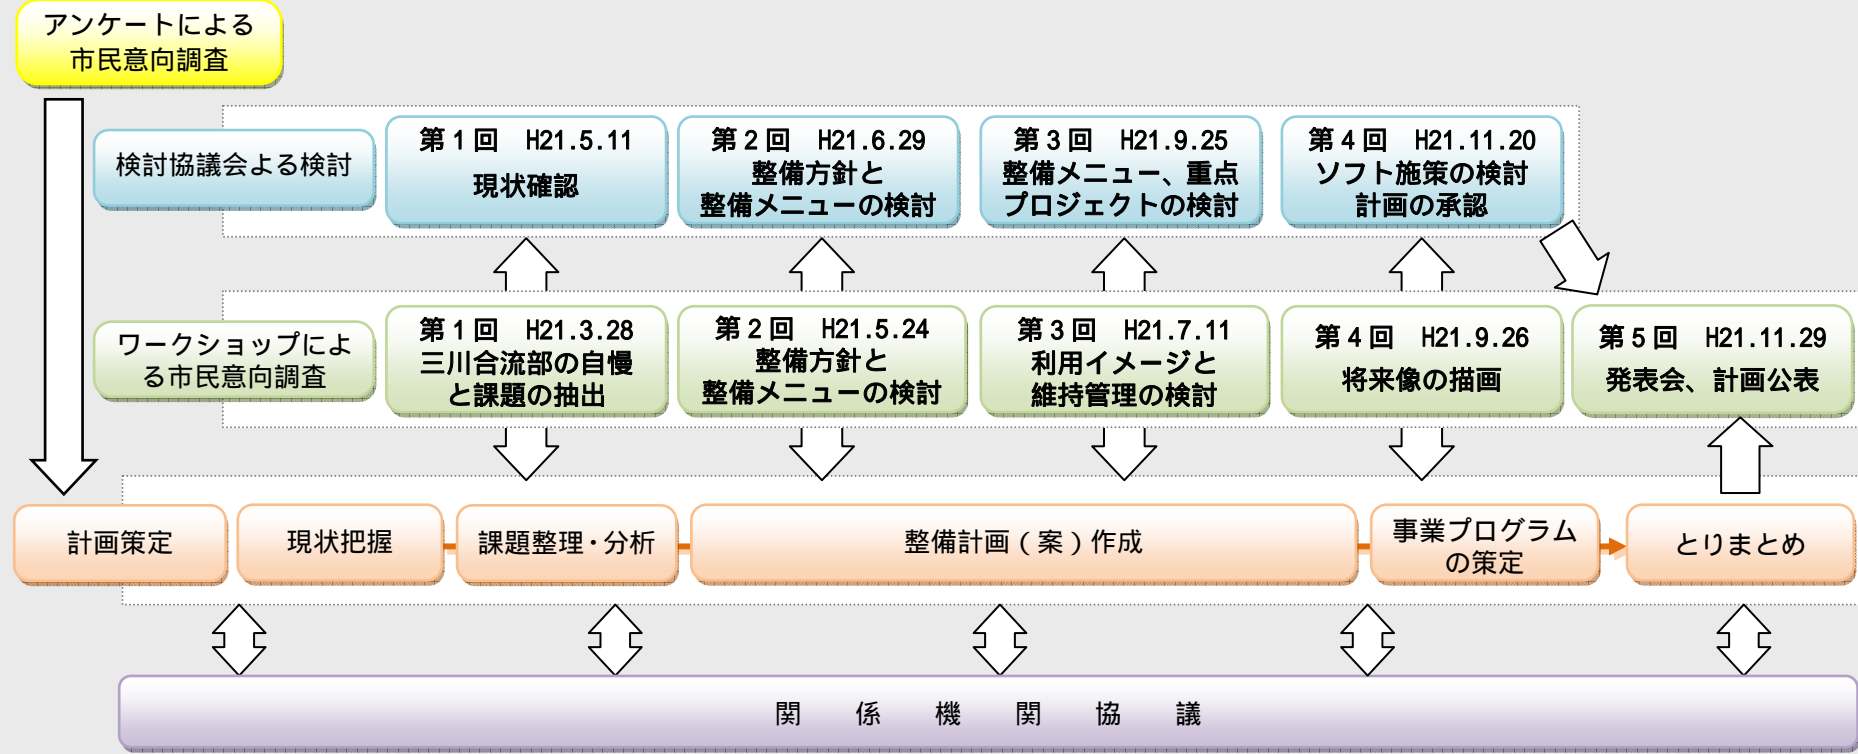 アンケートによる
市民意向調査
検討協議会よる検討
第1回 H21.5.11
現状確認
第2回 H21.6.29
整備方針と
整備メニューの検討
第3回 H21.9.25
整備メニュー、重点
プロジェクトの検討
第4回 H21.11.20
ソフト施策の検討
計画の承認
ワークショップによ
る市民意向調査
第1回 H21.3.28
三川合流部の自慢
と課題の抽出
第2回 H21.5.24
整備方針と
整備メニューの検討
第3回 H21.7.11
利用イメージと
維持管理の検討
第4回 H21.9.26
将来像の描画
第5回 H21.11.29
発表会、計画公表
計画策定
現状把握
課題整理・分析
整備計画(案)作成
事業プログラム
の策定
とりまとめ
関係機関協議